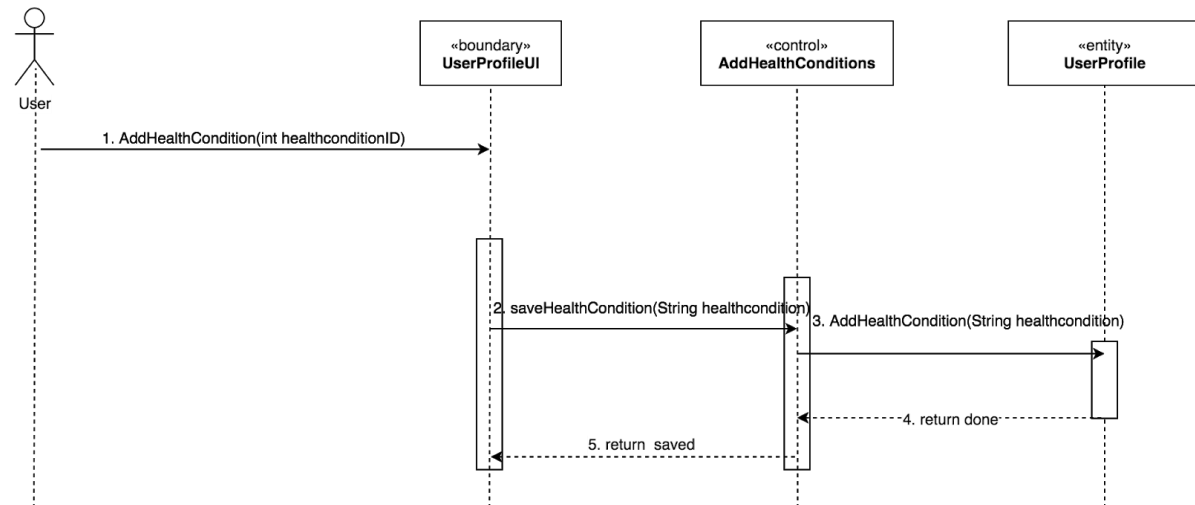 «boundary»
UserProfileUI
«control»
AddHealthConditions
«entity»
UserProfile
User
1. AddHealthCondition(int healthconditionID)
2. saveHealthCondition(String healthcondition)
3. AddHealthCondition(String healthcondition)
4. return done
5. return saved